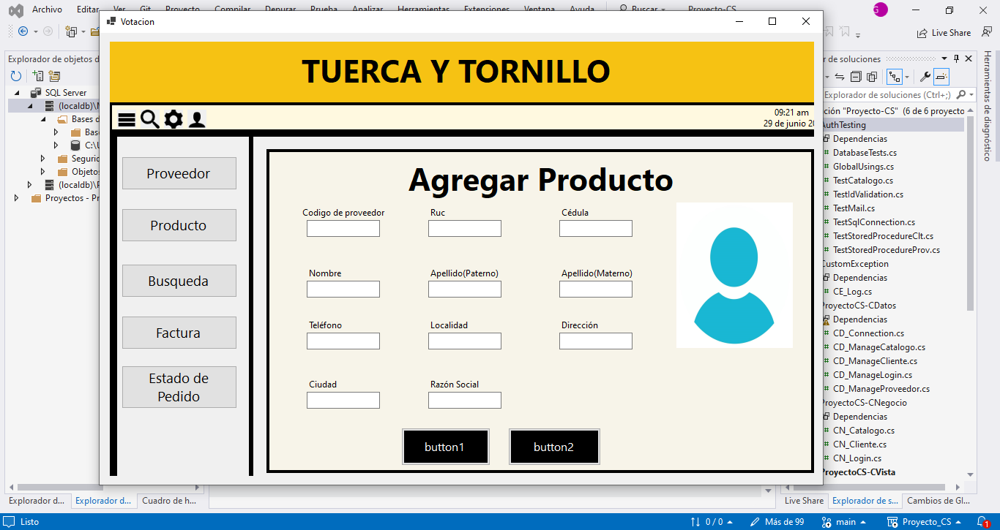 Archivo Editar Ver Git Proyecto Compilar Depurar Prueba Analizar Herramientas Extensiones Ventana Ayuda Buscar Proyecto-CS
G
Votacion
Live Share
TUERCA Y TORNILLO
09:21 am
29 de junio 20
Explorador de objetos d
SQL Server
(localdb)\M
Bases d
Bas
C:\U
Segurid
Objetos
(localdb)\P
Proyectos - Pr
Proveedor
Producto
Busqueda
Factura
Estado de
Pedido
Agregar Producto
Codigo de proveedor Ruc Cédula
Nombre Apellido(Paterno) Apellido(Materno)
Teléfono Localidad Dirección
Ciudad Razón Social
button1 button2
r de soluciones
Explorador de soluciones (Ctrl+;)
ción "Proyecto-CS" (6 de 6 proyecto
AuthTesting
Dependencias
DatabaseTests.cs
GlobalUsings.cs
TestCatalogo.cs
TestIdValidation.cs
TestMail.cs
TestSqlConnection.cs
TestStoredProcedureClt.cs
TestStoredProcedureProv.cs
CustomException
Dependencias
CE_Log.cs
ProyectoCS-CDatos
Dependencias
CD_Connection.cs
CD_ManageCatalogo.cs
CD_ManageCliente.cs
CD_ManageLogin.cs
CD_ManageProveedor.cs
ProyectoCS-CNegocio
Dependencias
CN_Catalogo.cs
CN_Cliente.cs
CN_Login.cs
ProyectoCS-CVista
Herramientas de diagnóstico
Explorador d... Explorador d... Cuadro de h...
Live Share Explorador de s... Cambios de Gl...
Listo 0 / 0 Más de 99 main Proyecto_CS 1